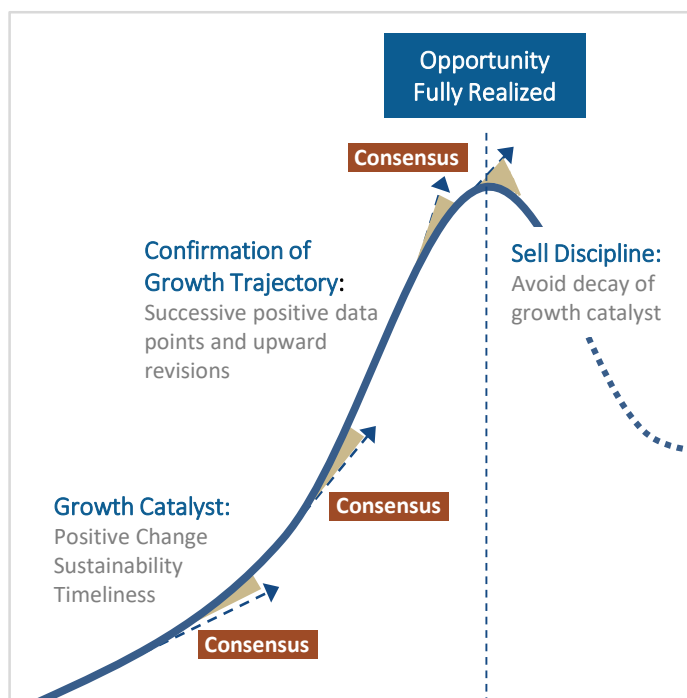 Opportunity
Fully Realized
Consensus
Confirmation of
Growth Trajectory:
Successive positive data
points and upward
revisions
Sell Discipline:
Avoid decay of
growth catalyst
Consensus
Growth Catalyst:
Positive Change
Sustainability
Timeliness
Consensus